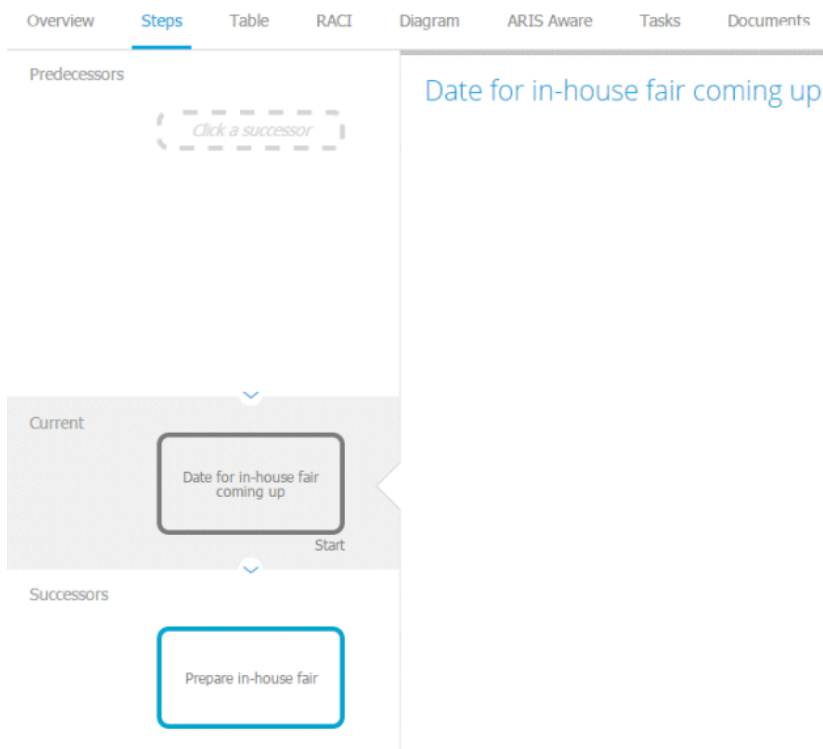 Overview Steps Table RACI Diagram ARIS Aware Tasks Documents
Predecessors
Click a successor
Date for in-house fair coming up
Current
Date for in-house fair
coming up
Start
Successors
Prepare in-house fair